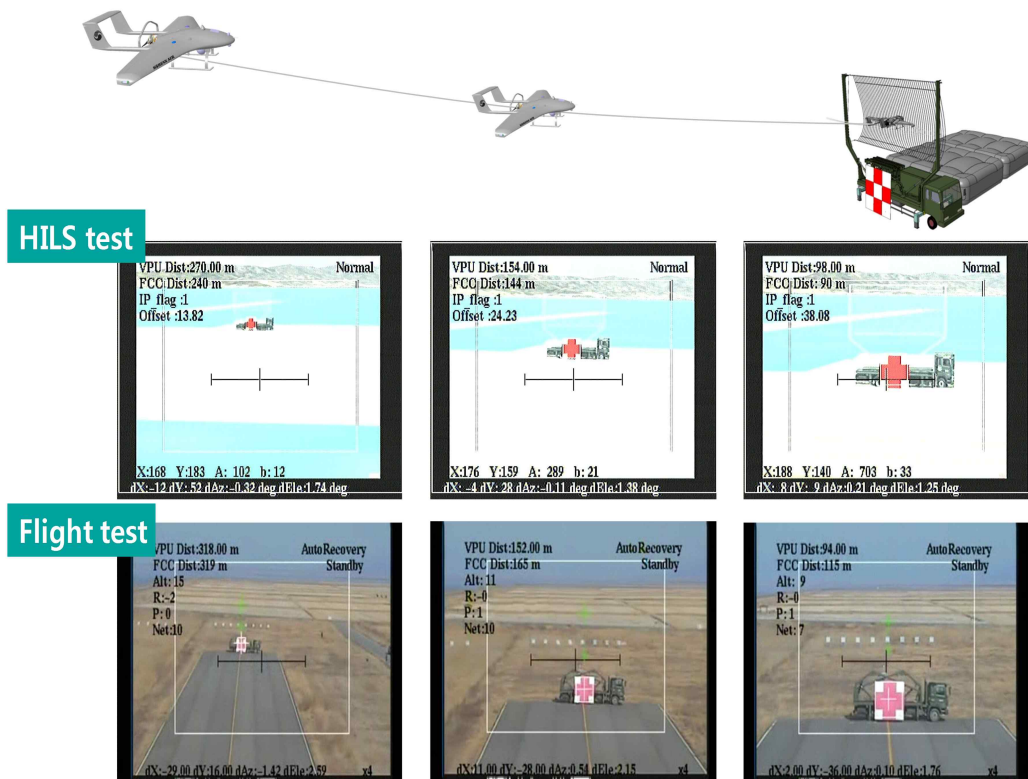 HILS test
VPU Dist:270.00 m Normal
FCC Dist:240 m
IP_flag :1
Offset :13.82
X:168 Y:183 A: 102 b: 12
dX:-12 dY: 52 dAz:-0.32 deg dEle:1.74 deg
VPU Dist:154.00 m Normal
FCC Dist:144 m
IP_flag :1
Offset :24.23
X:176 Y:159 A: 289 b: 21
dX: -4 dY: 28 dAz:-0.11 deg dEle:1.38 deg
VPU Dist:98.00 m Normal
FCC Dist: 90 m
IP_flag :1
Offset :38.08
X:188 Y:140 A: 703 b: 33
dX: 8 dY: 9 dAz:0.21 deg dEle:1.25 deg
Flight test
VPU Dist:318.00 m AutoRecovery
FCC Dist:319 m Standby
Alt: 15
R:-2
P: 0
Net:10
dX:-29.00 dY:16.00 dAz:-1.42 dEle:2.59 x4
VPU Dist:152.00 m AutoRecovery
FCC Dist:165 m Standby
Alt: 11
R:-0
P: 1
Net:10
dX:11.00 dY:-28.00 dAz:0.54 dEle:2.15 x4
VPU Dist:94.00 m AutoRecovery
FCC Dist:115 m Standby
Alt: 9
R:-0
P: 1
Net: 7
dX:2.00 dY:-36.00 dAz:0.10 dEle:1.76 x4